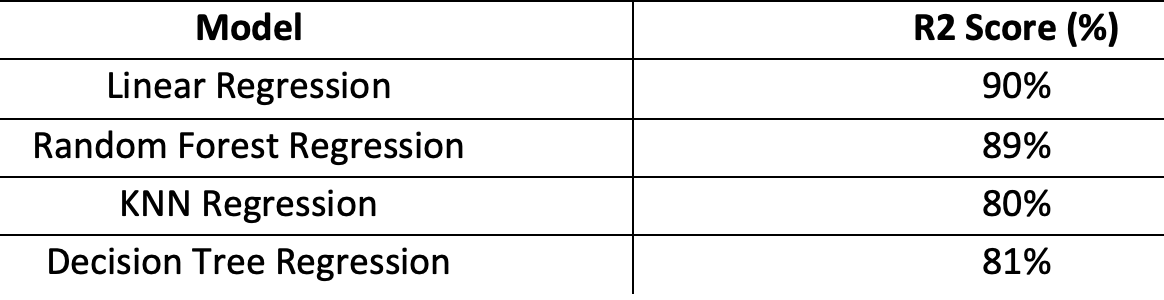 Model R2 Score (%)
Linear Regression 90%
Random Forest Regression 89%
KNN Regression 80%
Decision Tree Regression 81%